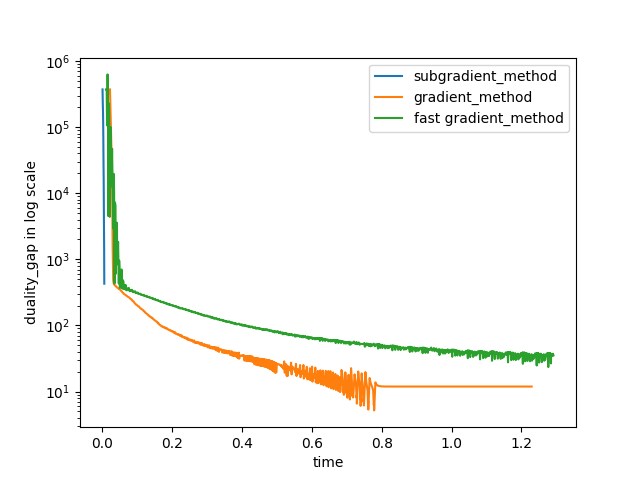 subgradient_method
gradient_method
fast gradient_method
duality_gap in log scale
10^6
10^5
10^4
10^3
10^2
10^1
0.0 0.2 0.4 0.6 0.8 1.0 1.2
time